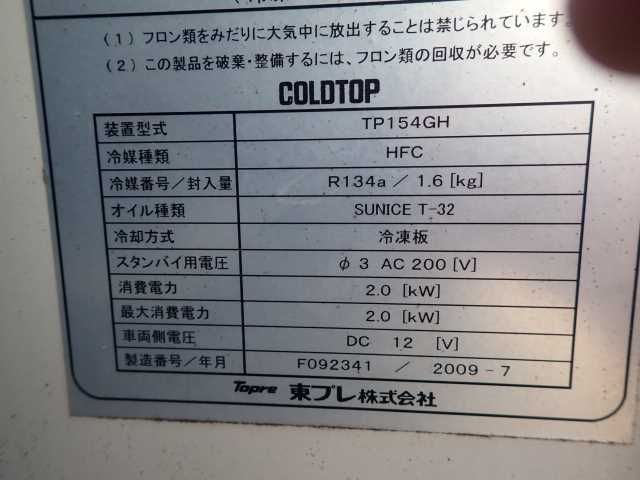 (1) フロン類をみだりに大気中に放出することは禁じられています。
(2) この製品を破棄・整備するには、フロン類の回収が必要です。
COLDTOP
装置型式 TP154GH
冷媒種類 HFC
冷媒番号/封入量 R134a / 1.6 [kg]
オイル種類 SUNICE T-32
冷却方式 冷凍板
スタンバイ用電圧 φ 3 AC 200 [V]
消費電力 2.0 [kW]
最大消費電力 2.0 [kW]
車両側電圧 DC 12 [V]
製造番号/年月 F092341 / 2009 - 7
Topre 東プレ株式会社